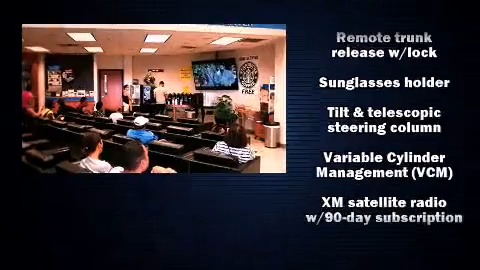 Remote trunk
release w/lock
Sunglasses holder
Tilt & telescopic
steering column
Variable Cylinder
Management (VCM)
XM satellite radio
w/90-day subscription
FREE